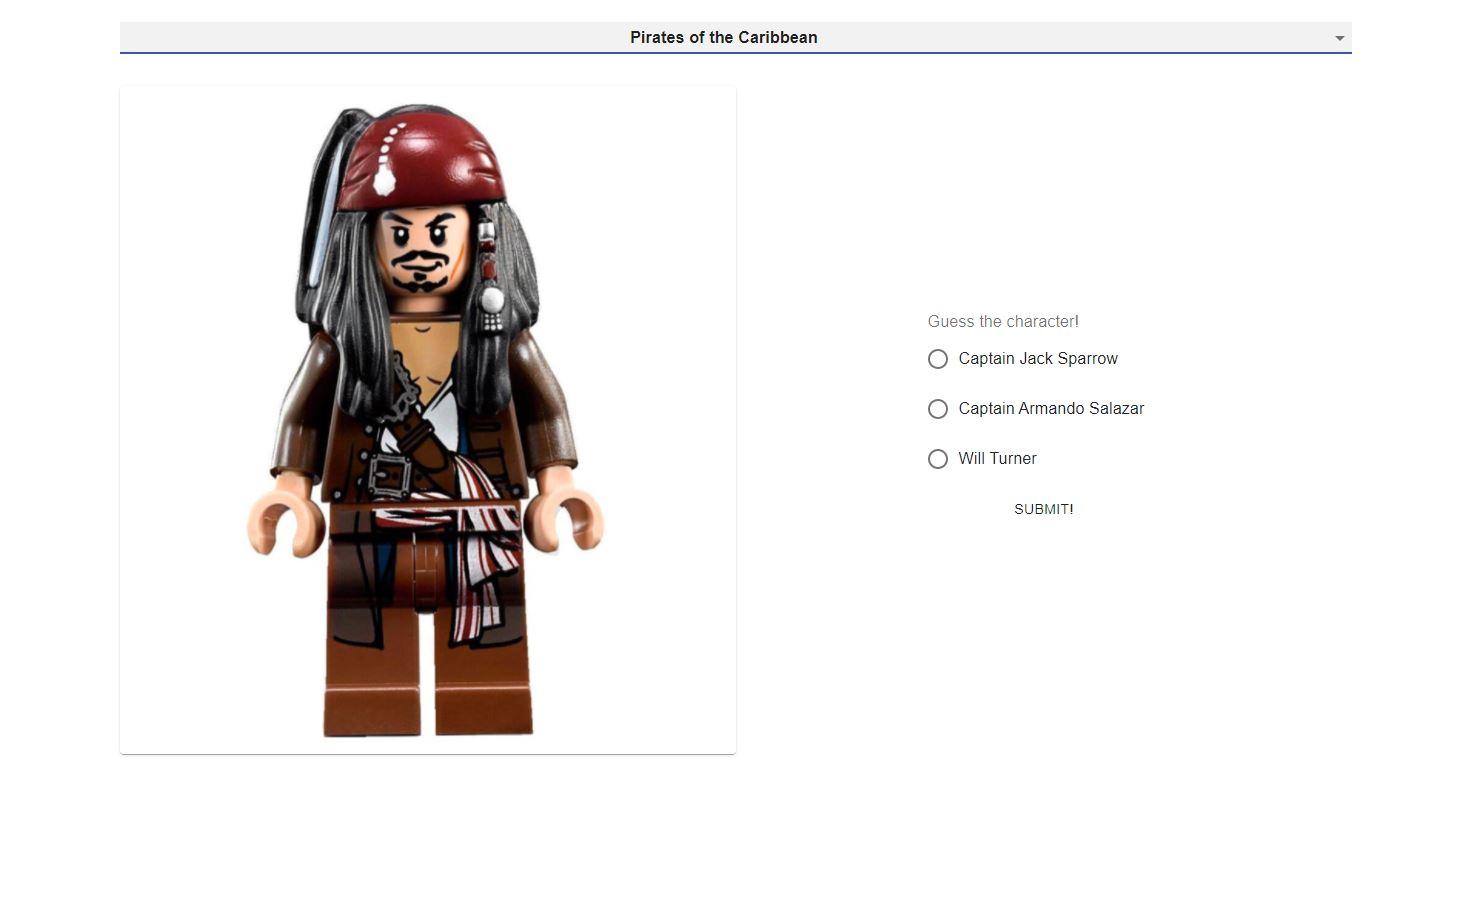 Pirates of the Caribbean
Guess the character!
Captain Jack Sparrow
Captain Armando Salazar
Will Turner
SUBMIT!